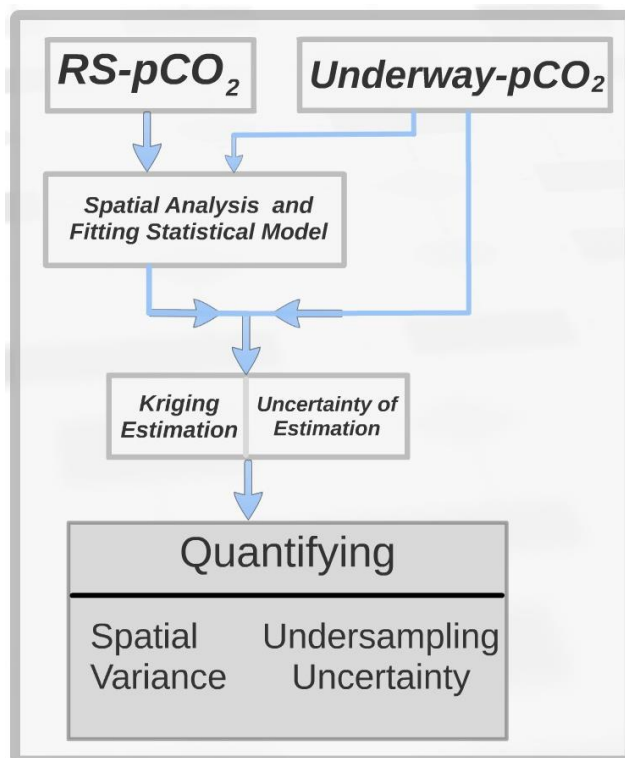 RS-pCO₂
Underway-pCO₂
Spatial Analysis and
Fitting Statistical Model
Kriging
Estimation
Uncertainty of
Estimation
Quantifying
Spatial
Variance
Undersampling
Uncertainty